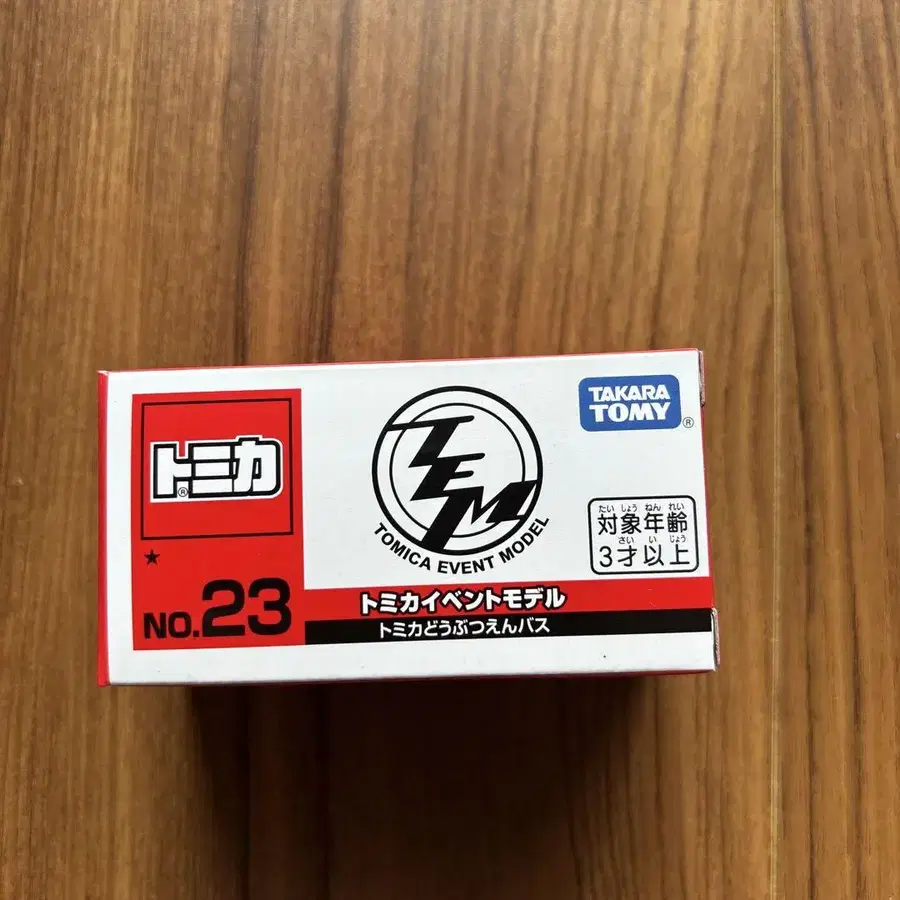 トミカ®
★
NO.23
TEM
TOMICA EVENT MODEL
トミカイベントモデル
トミカどうぶつえんバス
TAKARA
TOMY®
たいしょうねんれい
対象年齢
さいいじょう
3才以上